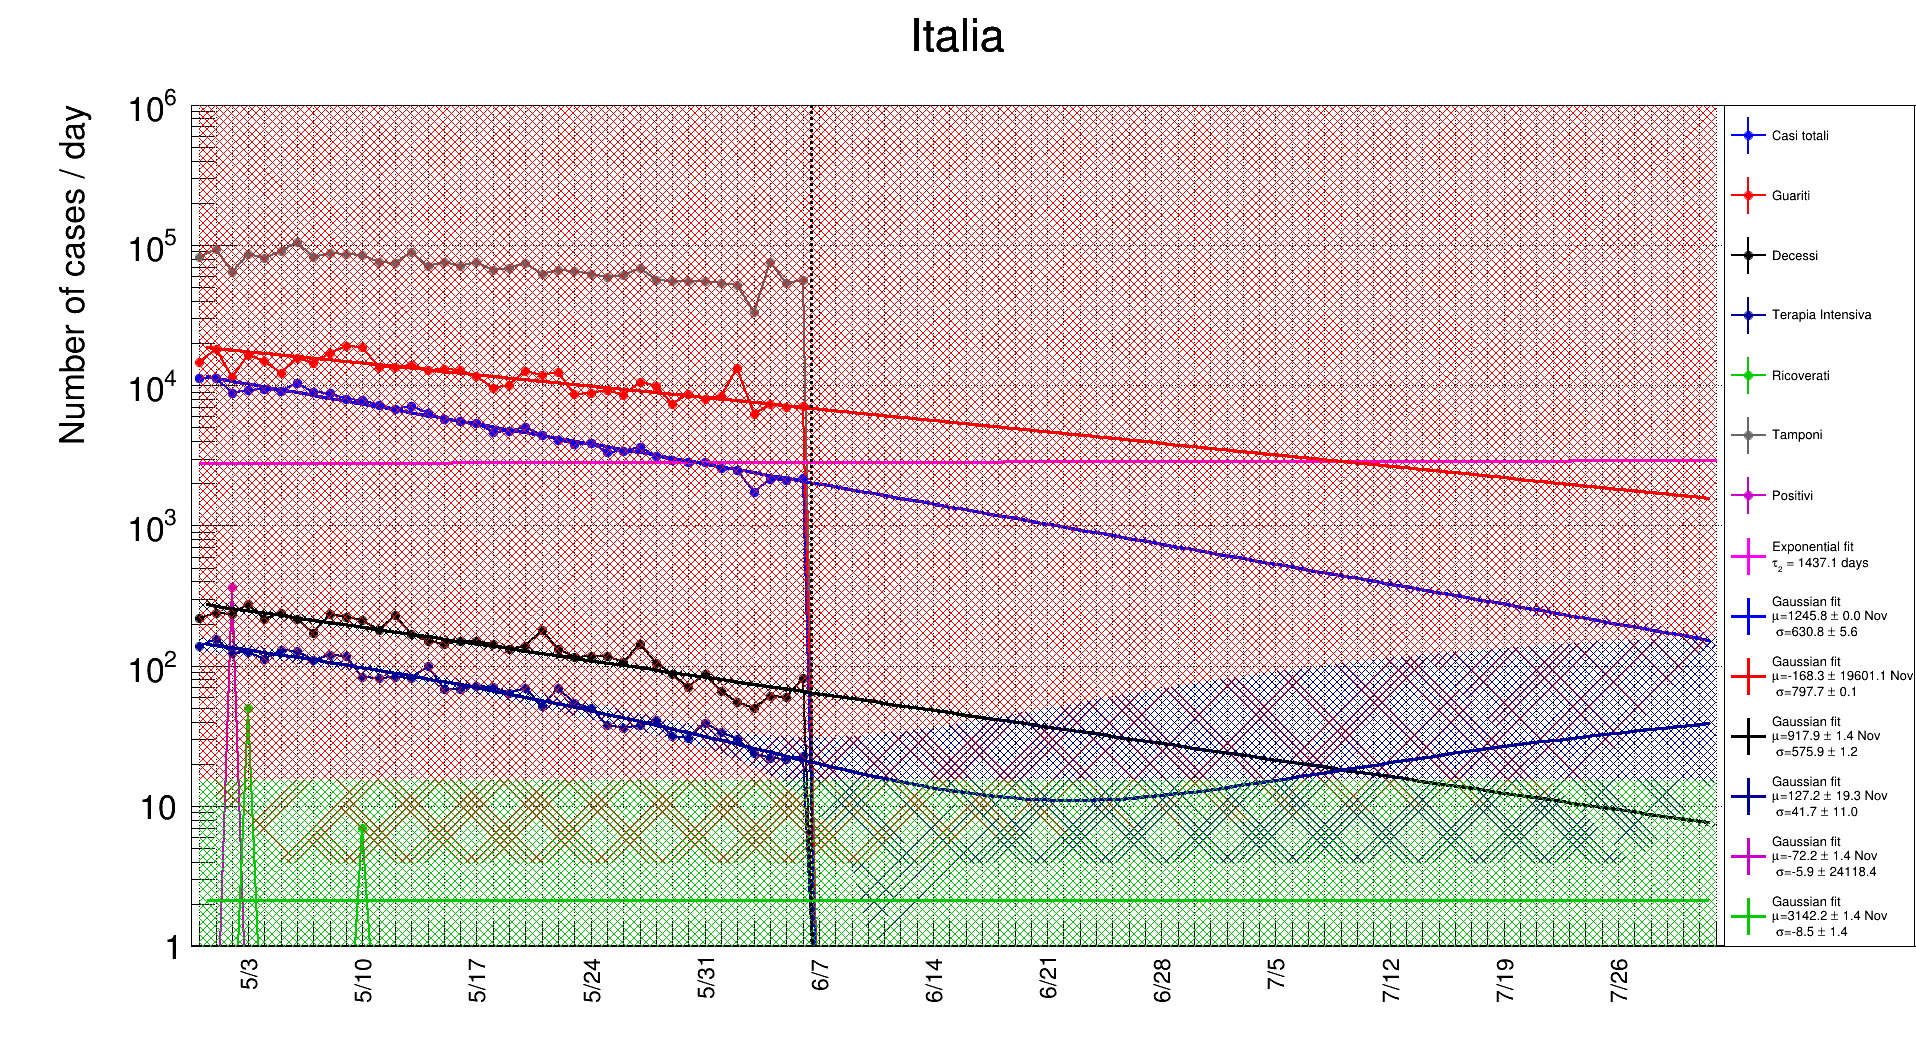 Italia
Number of cases / day
10^6
10^5
10^4
10^3
10^2
10
1
5/3
5/10
5/17
5/24
5/31
6/7
6/14
6/21
6/28
7/5
7/12
7/19
7/26
Casi totali
Guariti
Decessi
Terapia Intensiva
Ricoverati
Tamponi
Positivi
Exponential fit
τ₂ = 1437.1 days
Gaussian fit
μ=1245.8 ± 0.0 Nov
σ=630.8 ± 5.6
Gaussian fit
μ=-168.3 ± 19601.1 Nov
σ=797.7 ± 0.1
Gaussian fit
μ=917.9 ± 1.4 Nov
σ=575.9 ± 1.2
Gaussian fit
μ=127.2 ± 19.3 Nov
σ=41.7 ± 11.0
Gaussian fit
μ=-72.2 ± 1.4 Nov
σ=-5.9 ± 24118.4
Gaussian fit
μ=3142.2 ± 1.4 Nov
σ=-8.5 ± 1.4